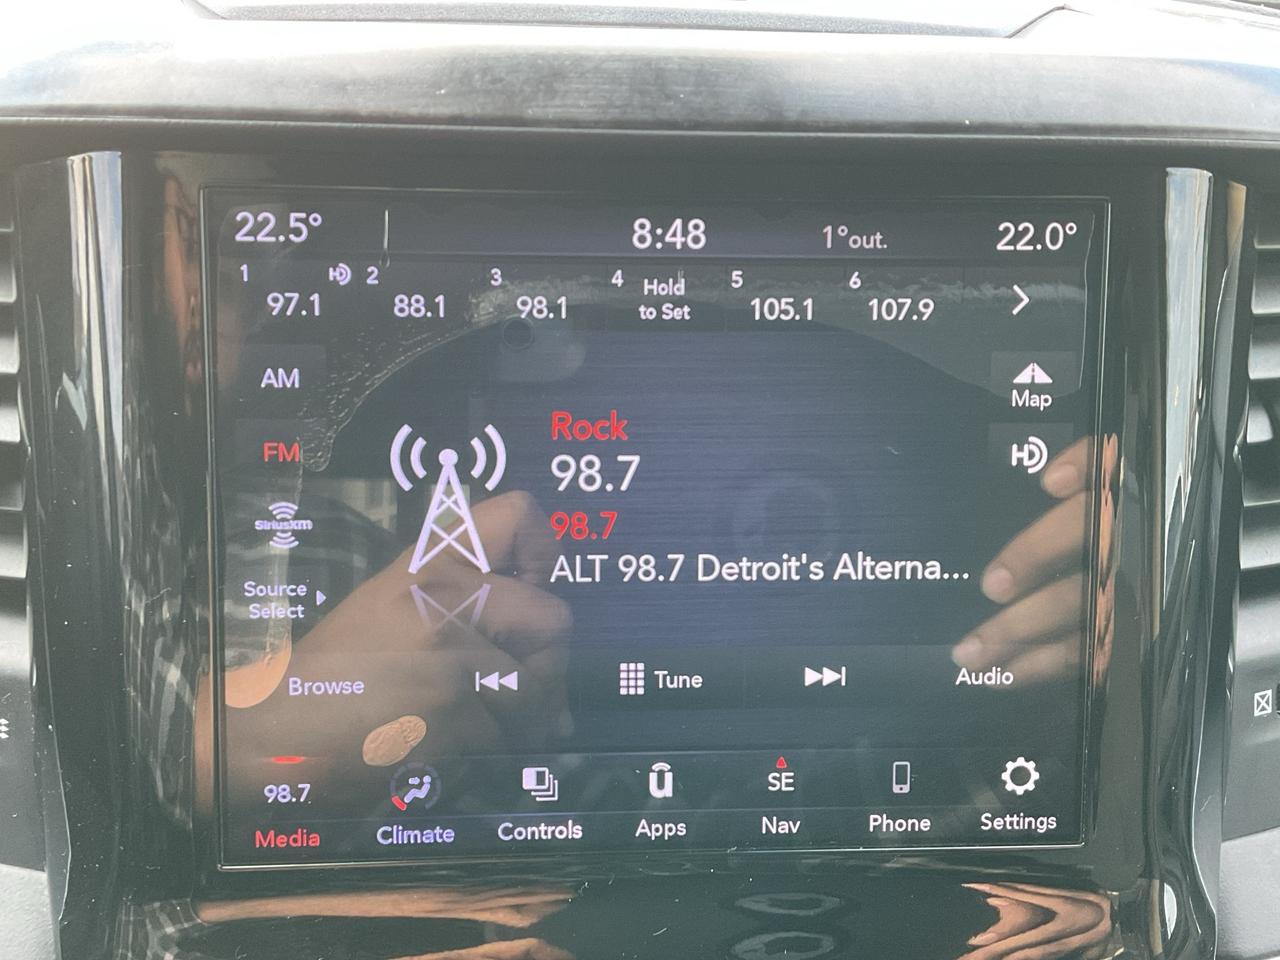 22.5° 8:48 1°out. 22.0°
1 97.1 HD 2 88.1 3 98.1 4 Hold to Set 5 105.1 6 107.9
AM
Map
Rock
FM
HD
98.7
98.7
SiriusXM
ALT 98.7 Detroit's Alterna...
Source
Select
Browse Tune Audio
98.7 SE
Media Climate Controls Apps Nav Phone Settings